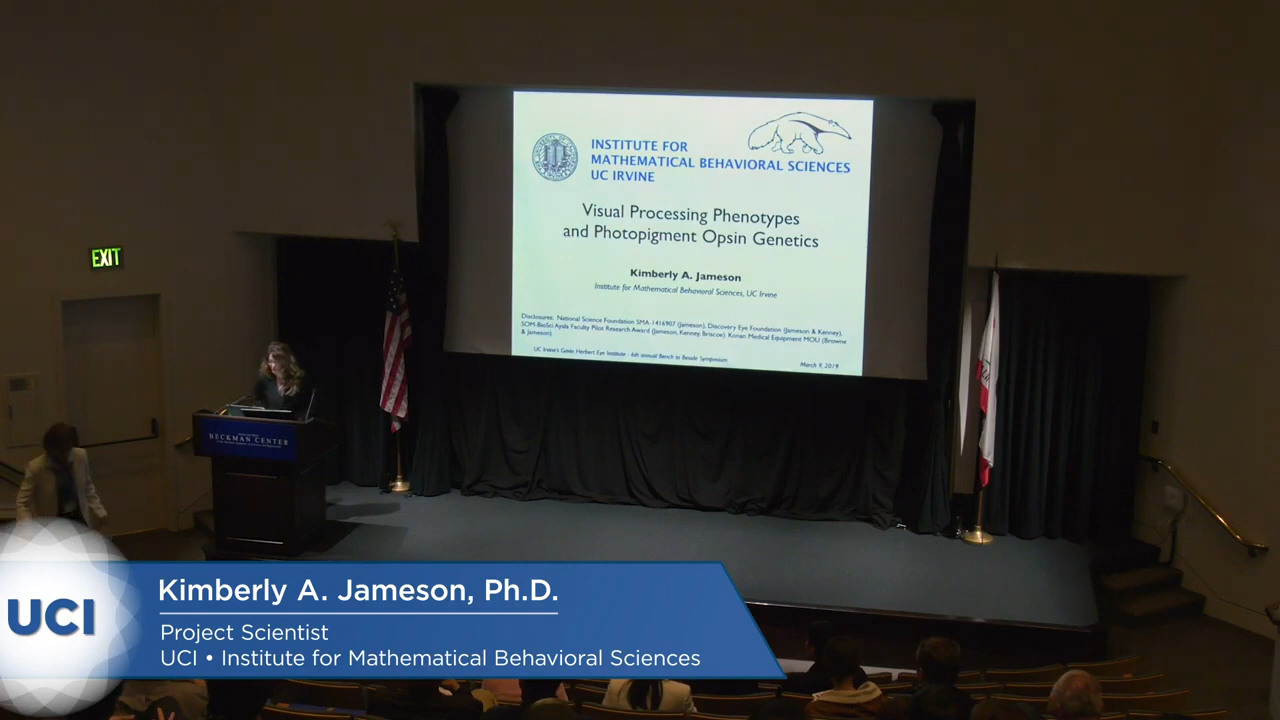 EXIT
INSTITUTE FOR
MATHEMATICAL BEHAVIORAL SCIENCES
UC IRVINE
Visual Processing Phenotypes
and Photopigment Opsin Genetics
Kimberly A. Jameson
Institute for Mathematical Behavioral Sciences, UC Irvine
Disclosures: National Science Foundation SMA-1416907 (Jameson), Discovery Eye Foundation (Jameson & Kenney),
SOM-BioSci Ayala Faculty Pilot Research Award (Jameson, Kenney, Briscoe). Konan Medical Equipment MOU (Browne
& Jameson).
UC Irvine's Gavin Herbert Eye Institute - 6th annual Bench to Beside Symposium
March 9, 2019
BECKMAN CENTER
UCI
Kimberly A. Jameson, Ph.D.
Project Scientist
UCI • Institute for Mathematical Behavioral Sciences